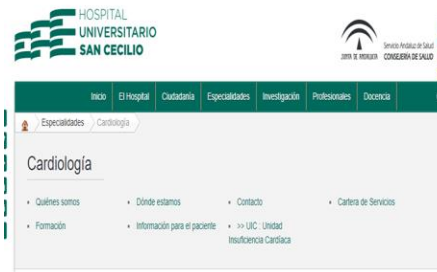 HOSPITAL
UNIVERSITARIO
SAN CECILIO
JUNTA DE ANDALUCIA
Servicio Andaluz de Salud
CONSEJERÍA DE SALUD
Inicio El Hospital Ciudadanía Especialidades Investigación Profesionales Docencia
Especialidades Cardiología
Cardiología
Quiénes somos Dónde estamos Contacto Cartera de Servicios
Formación Información para el paciente >> UIC : Unidad
Insuficiencia Cardíaca